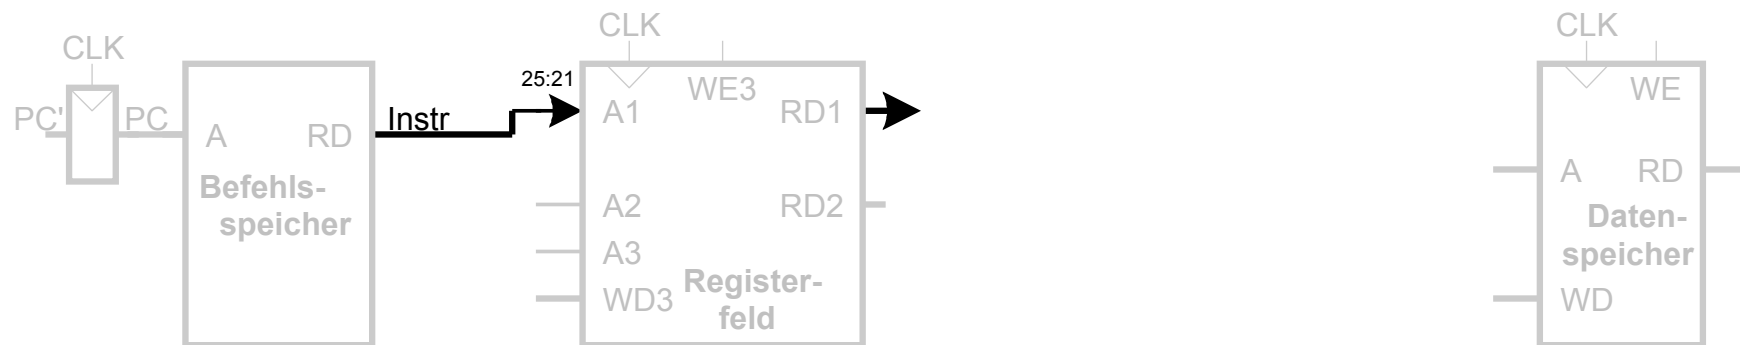 CLK
PC'
PC
A
RD
Befehls-
speicher
Instr
25:21
CLK
WE3
A1
RD1
A2
RD2
A3
WD3
Register-
feld
CLK
WE
A
RD
Daten-
speicher
WD